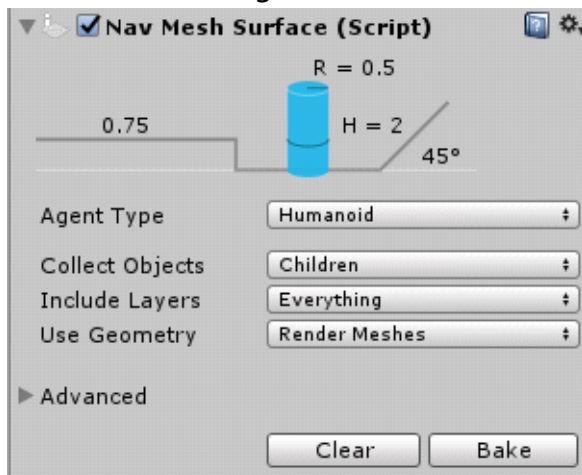 Nav Mesh Surface (Script)
R = 0.5
0.75
H = 2
45°
Agent Type Humanoid
Collect Objects Children
Include Layers Everything
Use Geometry Render Meshes
Advanced
Clear Bake